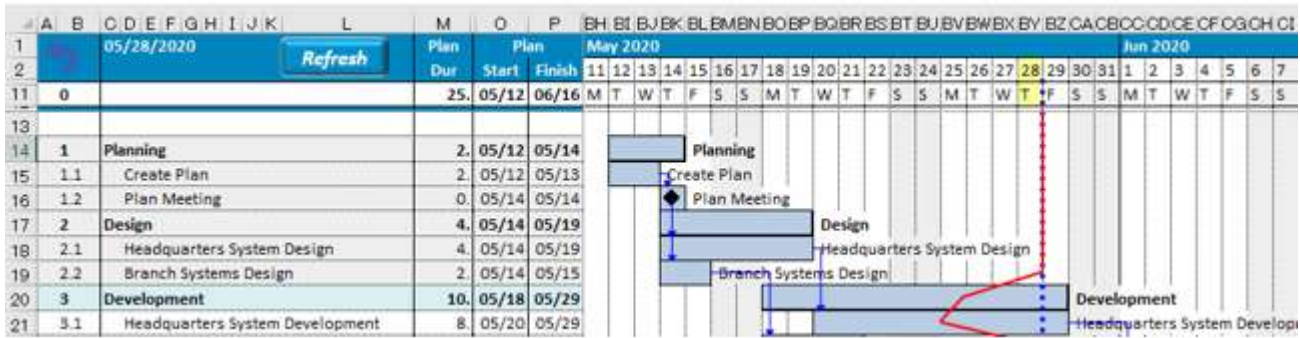 A B C D E F G H I J K L M O P BH BI BJ BK BL BM BN BO BP BQ BR BS BT BU BV BW BX BY BZ CA CB CC CD CE CF CG CH CI
1 05/28/2020 Refresh Plan Plan May 2020 Jun 2020
2 Dur Start Finish 11 12 13 14 15 16 17 18 19 20 21 22 23 24 25 26 27 28 29 30 31 1 2 3 4 5 6 7
11 0 25. 05/12 06/16 M T W T F S S M T W T F S S M T W T F S S M T W T F S S
13
14 1 Planning 2. 05/12 05/14 Planning
15 1.1 Create Plan 2. 05/12 05/13 Create Plan
16 1.2 Plan Meeting 0. 05/14 05/14 Plan Meeting
17 2 Design 4. 05/14 05/19 Design
18 2.1 Headquarters System Design 4. 05/14 05/19 Headquarters System Design
19 2.2 Branch Systems Design 2. 05/14 05/15 Branch Systems Design
20 3 Development 10. 05/18 05/29 Development
21 3.1 Headquarters System Development 8. 05/20 05/29 Headquarters System Develop